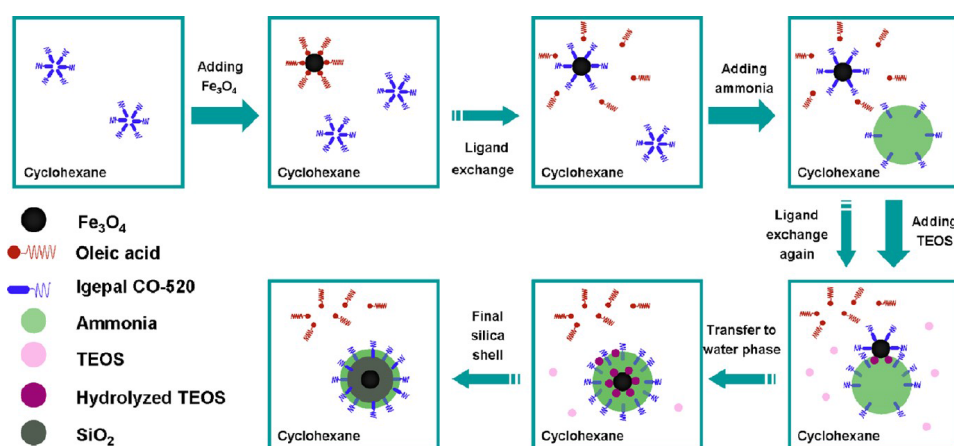 Adding
Fe₃O₄
Ligand
exchange
Adding
ammonia
Cyclohexane
Cyclohexane
Cyclohexane
Cyclohexane
Ligand
exchange
again
Adding
TEOS
Fe₃O₄
Oleic acid
Igepal CO-520
Ammonia
TEOS
Hydrolyzed TEOS
SiO₂
Final
silica
shell
Transfer to
water phase
Cyclohexane
Cyclohexane
Cyclohexane